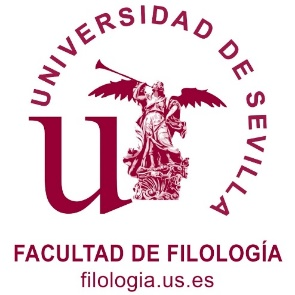 UNIVERSIDAD DE SEVILLA
u
FACULTAD DE FILOLOGÍA
filologia.us.es